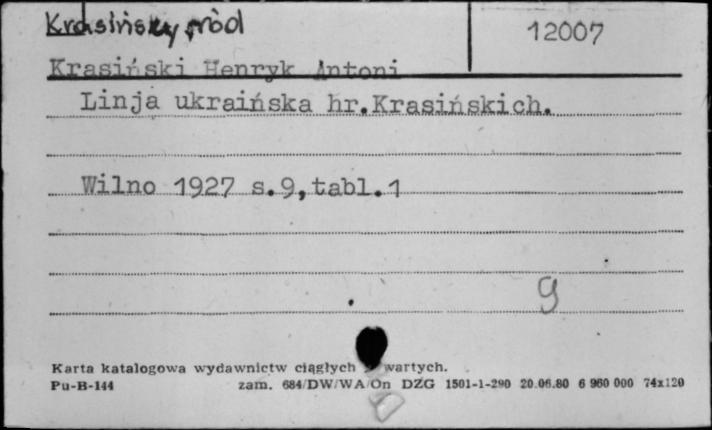 Krasińscy, ród
12007
Krasiński Henryk Antoni
Linja ukraińska hr.Krasińskich.
Wilno 1927 s.9,tabl.1
9
Karta katalogowa wydawnictw ciągłych wartych.
Pu-B-144 zam. 684/DW/WA/On DZG 1501-1-290 20.06.80 6 960 000 74x120